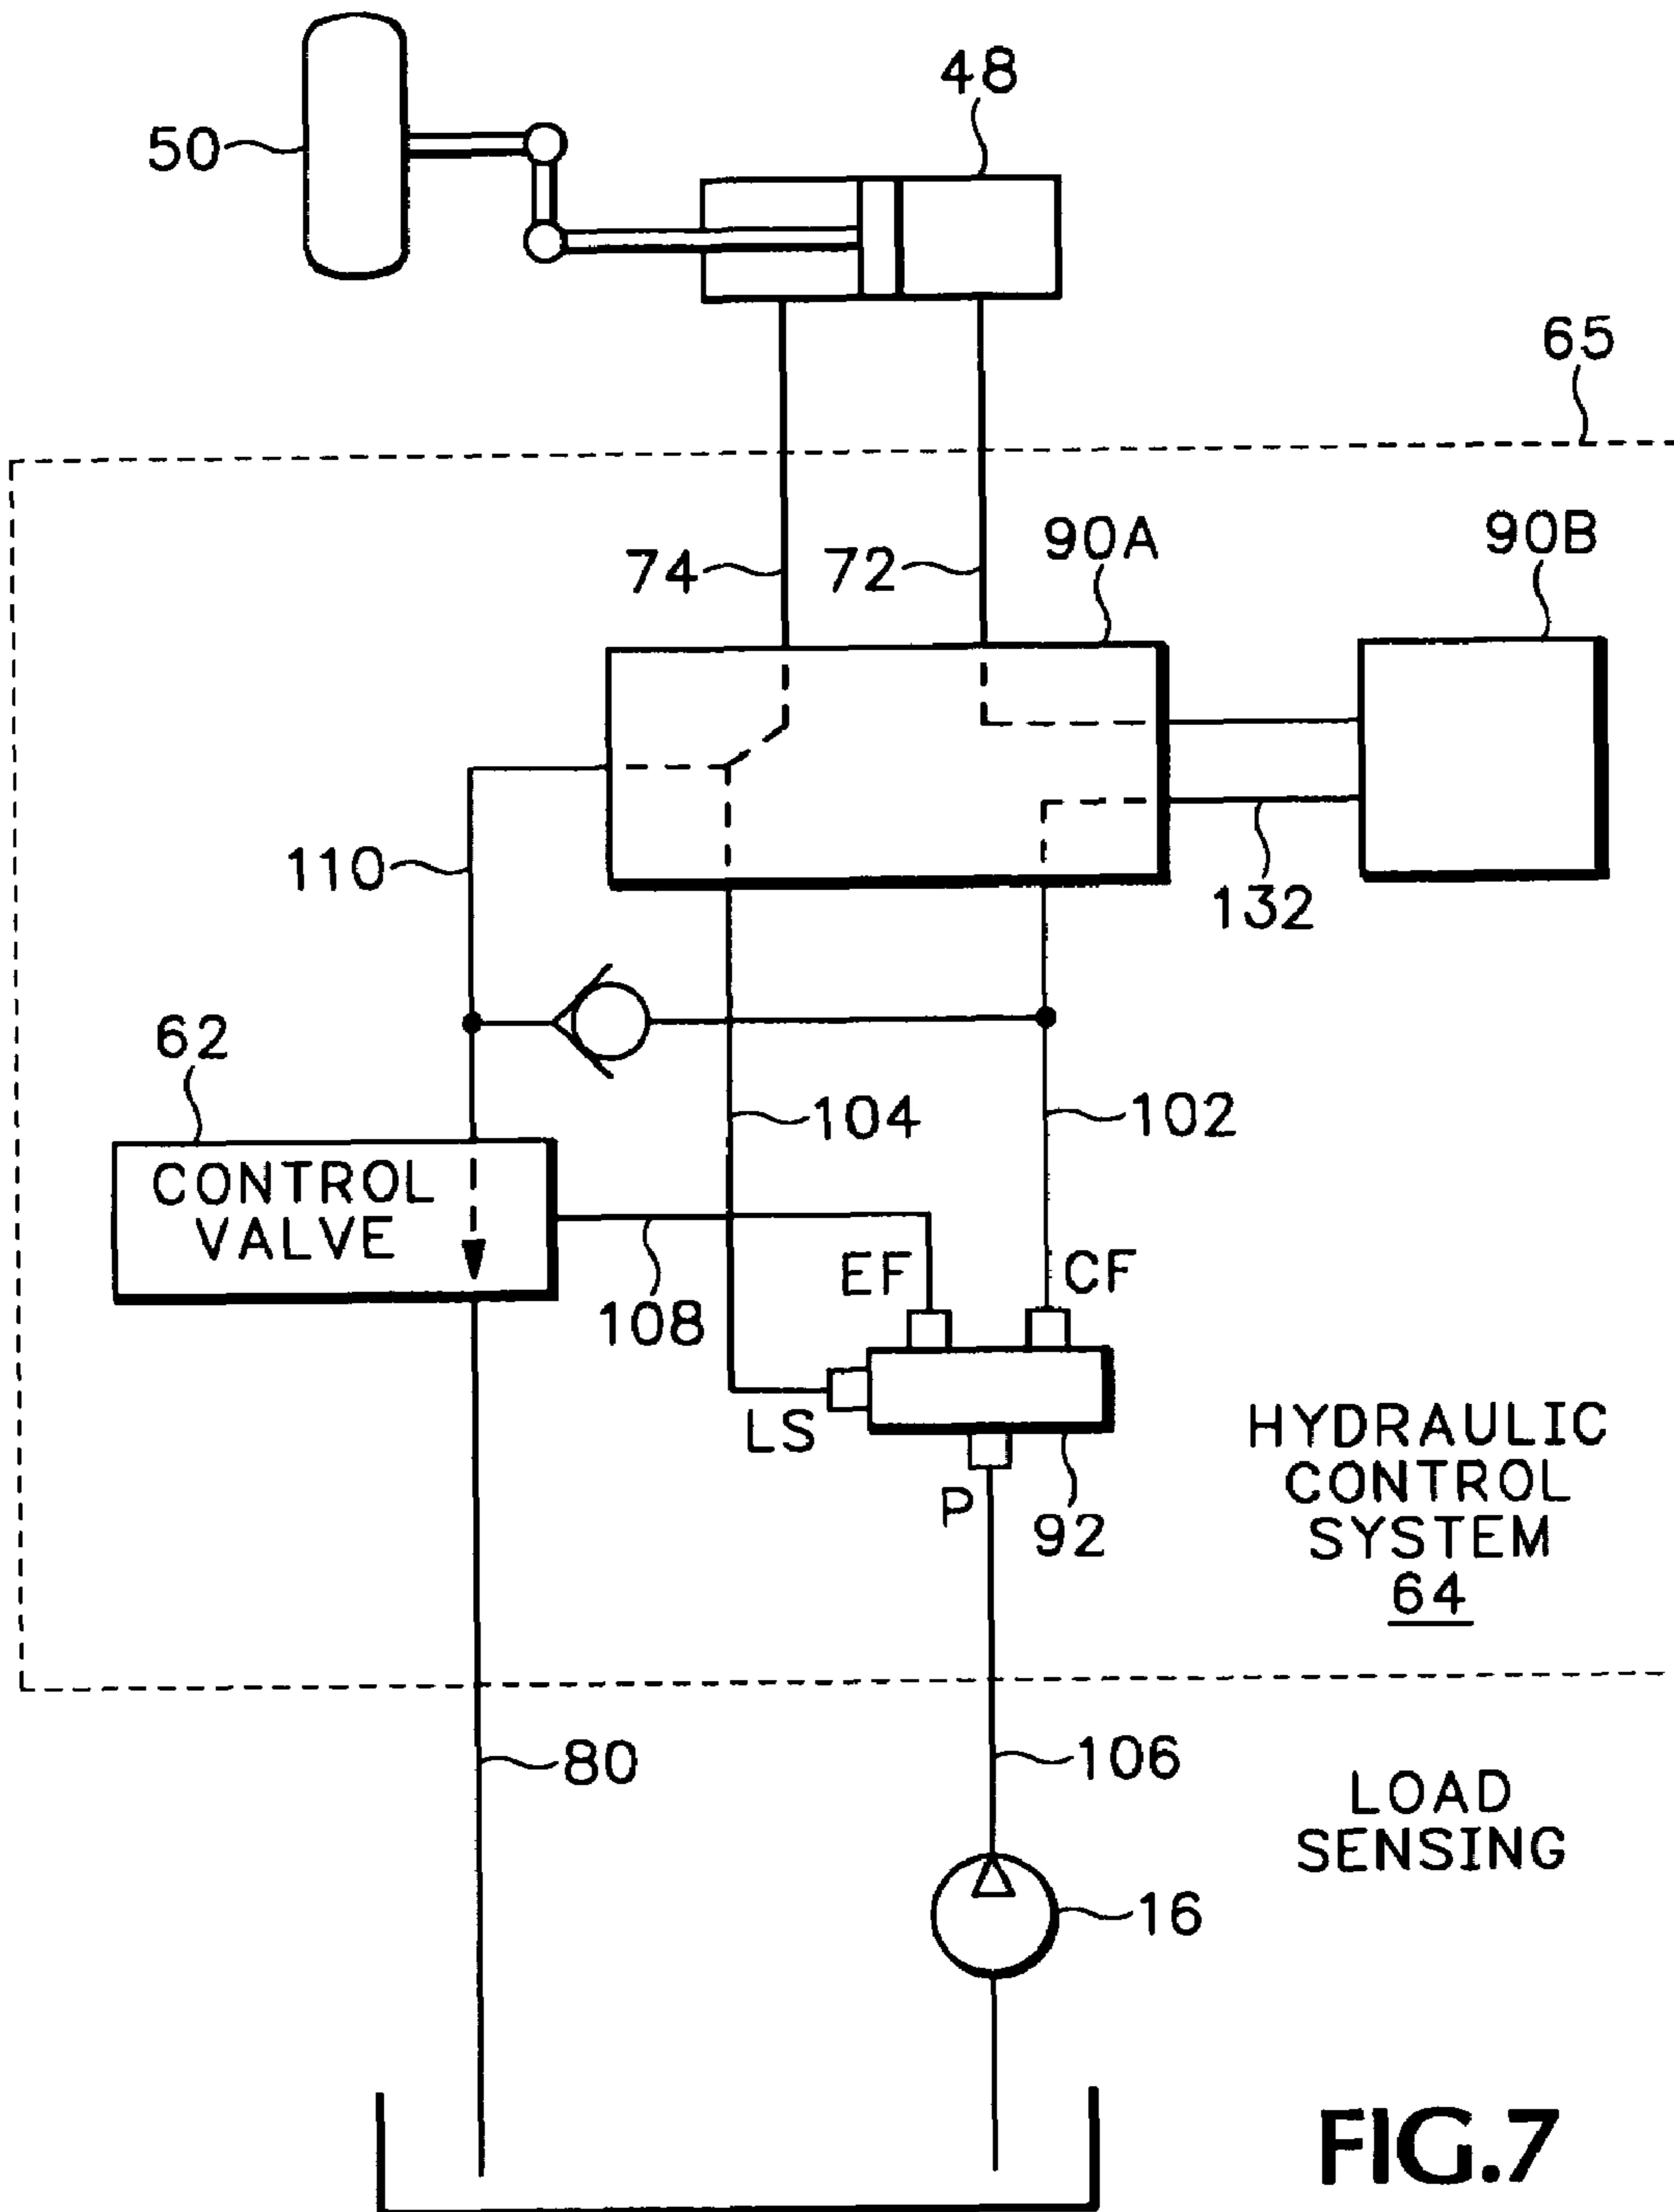 48
50
65
90A
90B
74
72
110
132
62
104
102
CONTROL
VALVE
EF
CF
108
LS
HYDRAULIC
CONTROL
SYSTEM
64
P
92
80
106
LOAD
SENSING
16
FIG.7